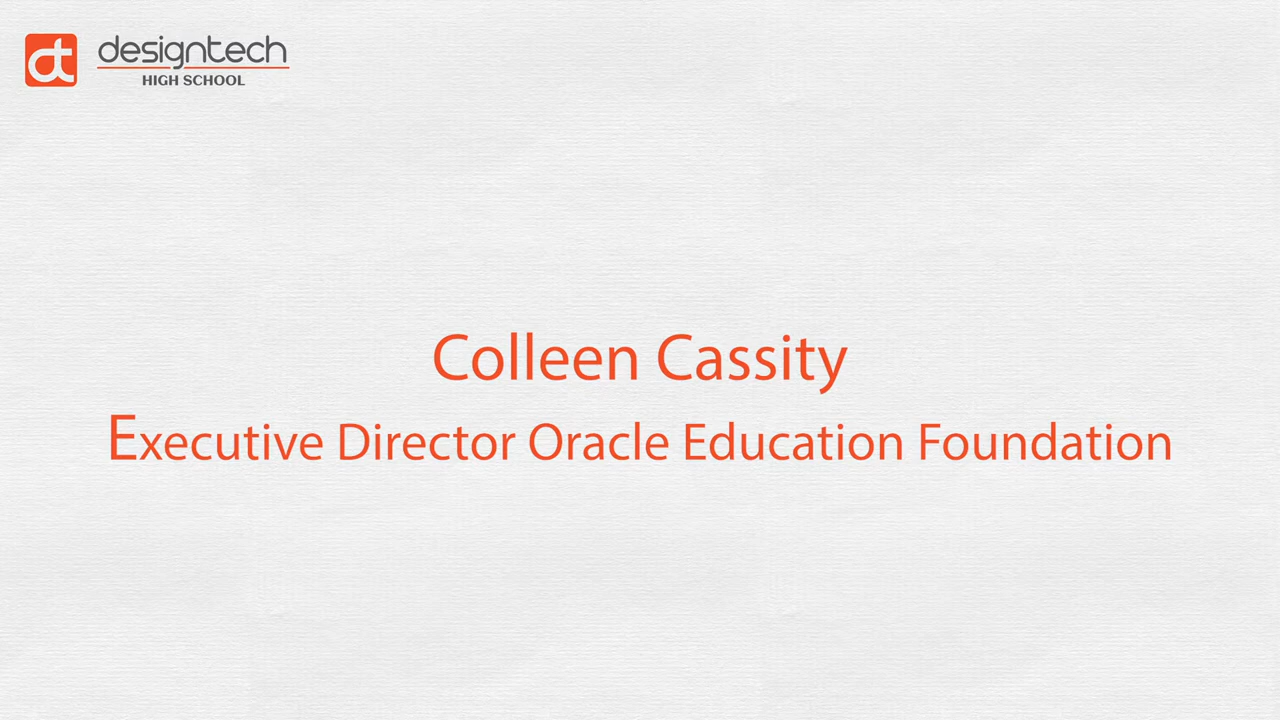 designtech
HIGH SCHOOL
Colleen Cassity
Executive Director Oracle Education Foundation